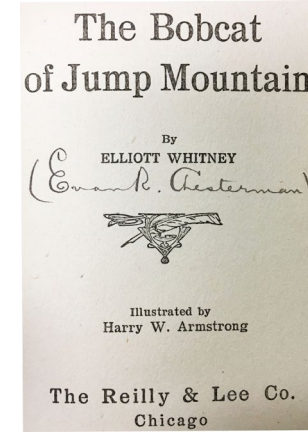 The Bobcat
of Jump Mountain
By
ELLIOTT WHITNEY
(Evan R. Chesterman)
Illustrated by
Harry W. Armstrong
The Reilly & Lee Co.
Chicago